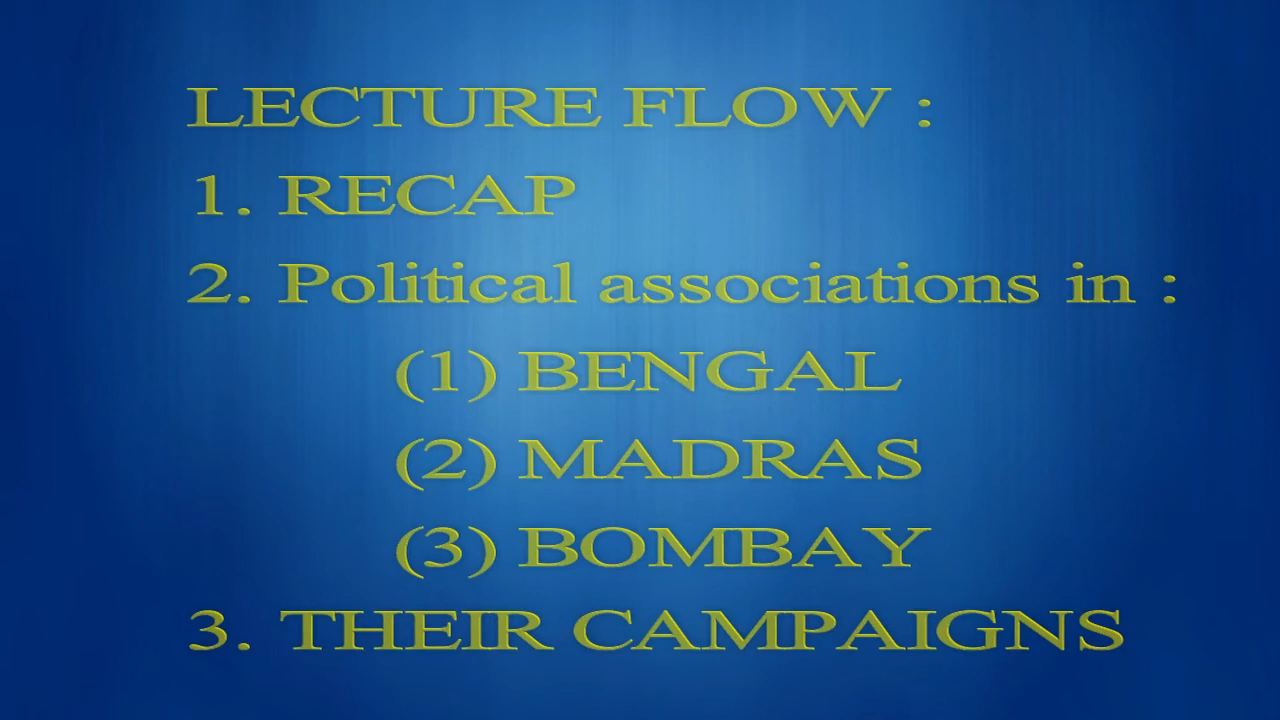 LECTURE FLOW :
1. RECAP
2. Political associations in :
(1) BENGAL
(2) MADRAS
(3) BOMBAY
3. THEIR CAMPAIGNS